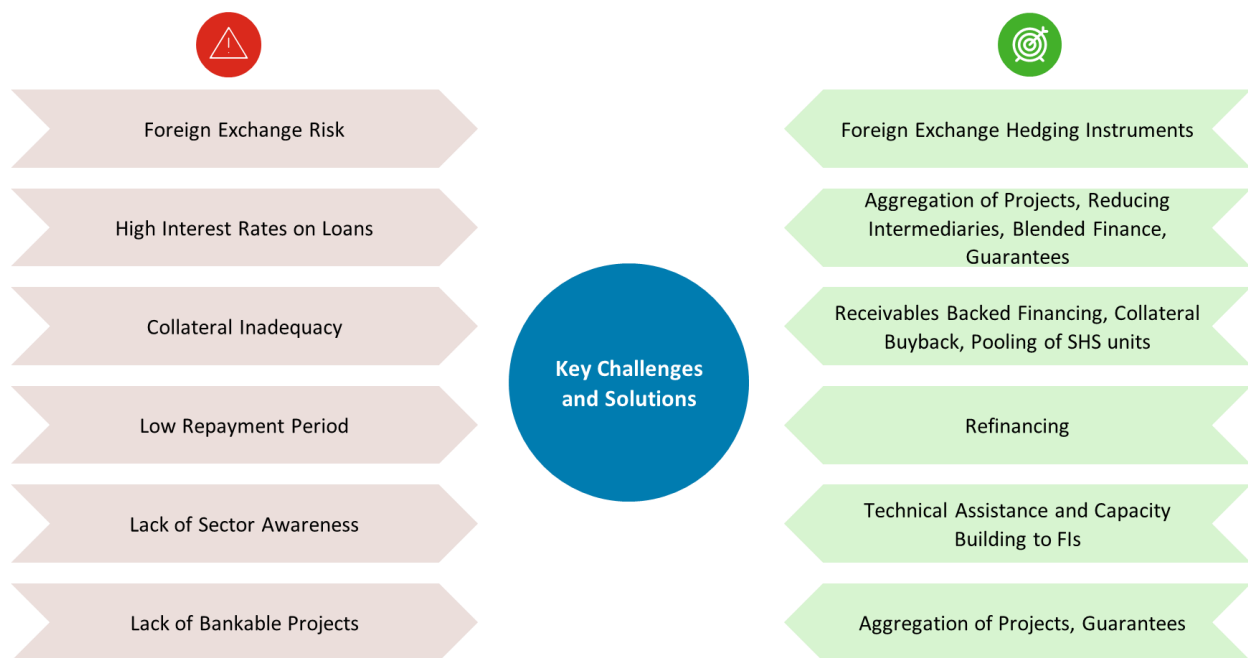 Foreign Exchange Risk
Foreign Exchange Hedging Instruments
High Interest Rates on Loans
Aggregation of Projects, Reducing
Intermediaries, Blended Finance,
Guarantees
Collateral Inadequacy
Receivables Backed Financing, Collateral
Buyback, Pooling of SHS units
Key Challenges
and Solutions
Low Repayment Period
Refinancing
Lack of Sector Awareness
Technical Assistance and Capacity
Building to FIs
Lack of Bankable Projects
Aggregation of Projects, Guarantees